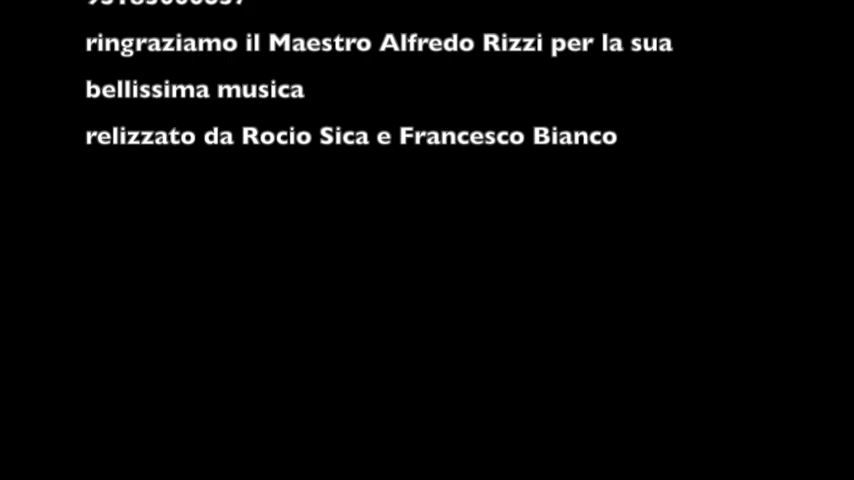 ringraziamo il Maestro Alfredo Rizzi per la sua
bellissima musica
relizzato da Rocio Sica e Francesco Bianco